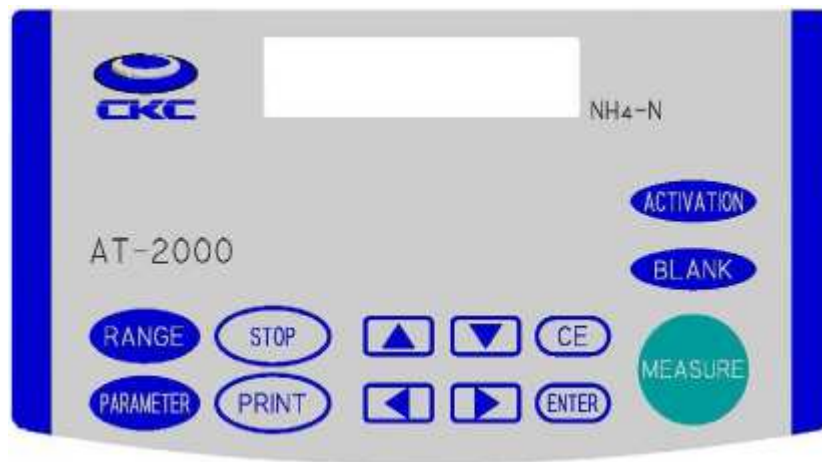 CKC
NH4-N
ACTIVATION
AT-2000
BLANK
RANGE STOP CE
MEASURE
PARAMETER PRINT ENTER